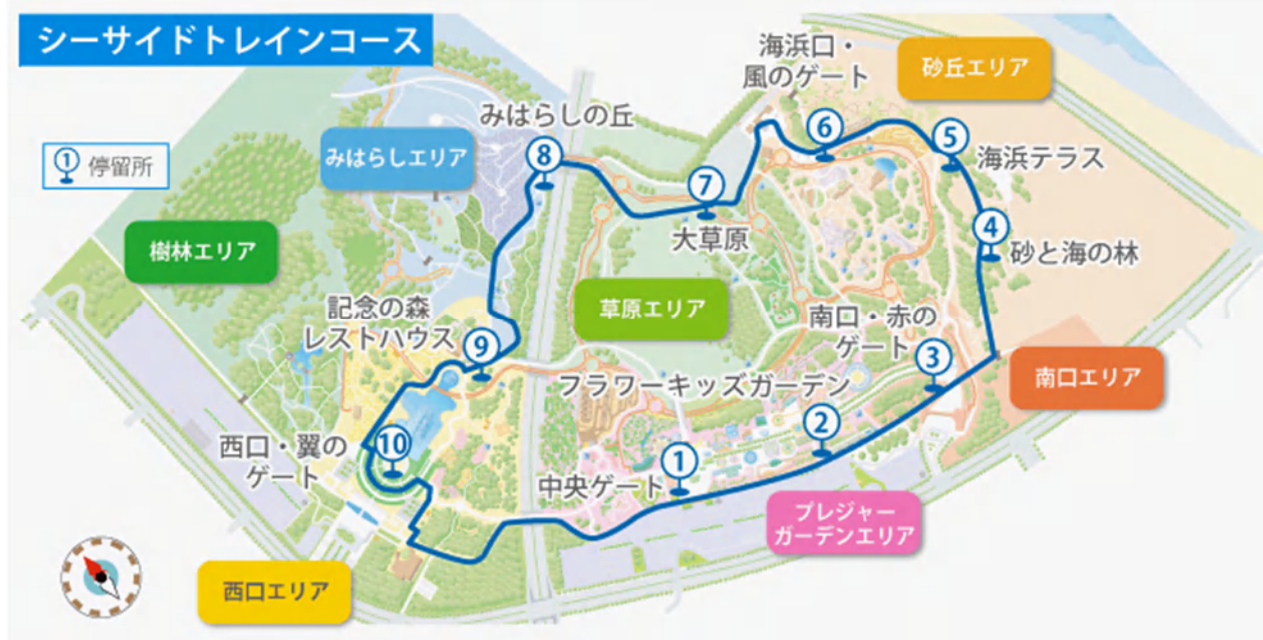 シーサイドトレインコース
海浜口・
風のゲート
砂丘エリア
みはらしの丘
6
5
① 停留所
みはらしエリア
8
海浜テラス
7
4
樹林エリア
大草原
砂と海の林
記念の森
レストハウス
草原エリア
南口・赤の
ゲート
9
3
南口エリア
フラワーキッズガーデン
2
西口・翼の
ゲート
10
1
中央ゲート
プレジャー
ガーデンエリア
西口エリア